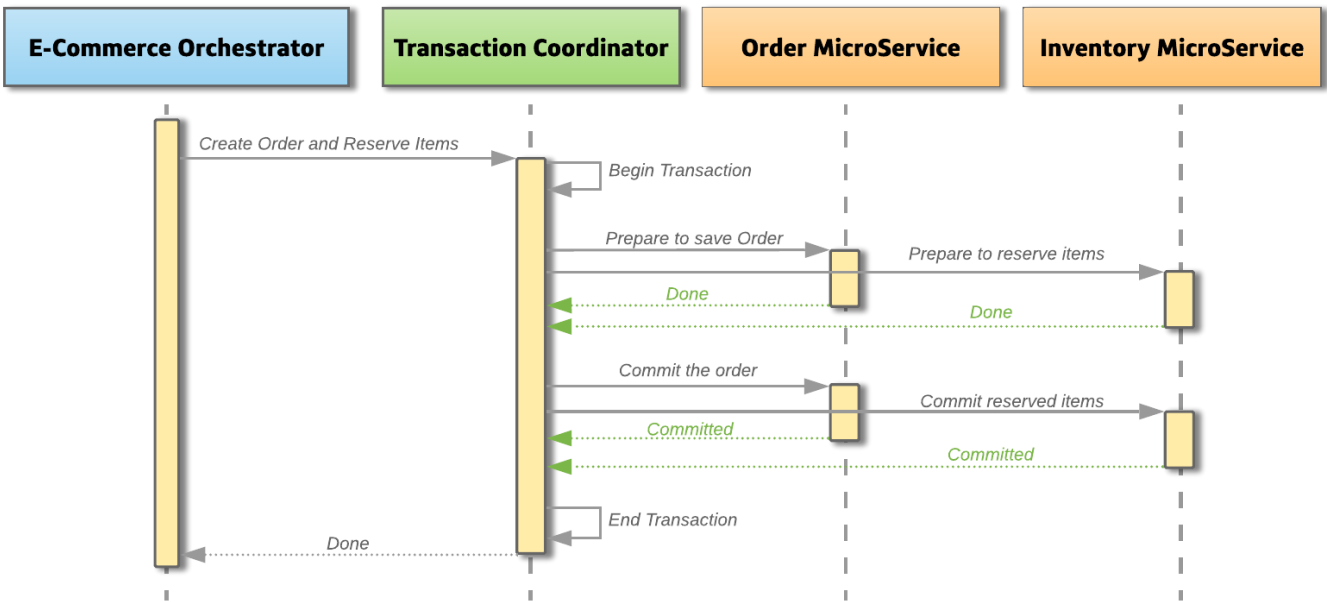 E-Commerce Orchestrator
Transaction Coordinator
Order MicroService
Inventory MicroService
Create Order and Reserve Items
Begin Transaction
Prepare to save Order
Prepare to reserve items
Done
Done
Commit the order
Commit reserved items
Committed
Committed
End Transaction
Done